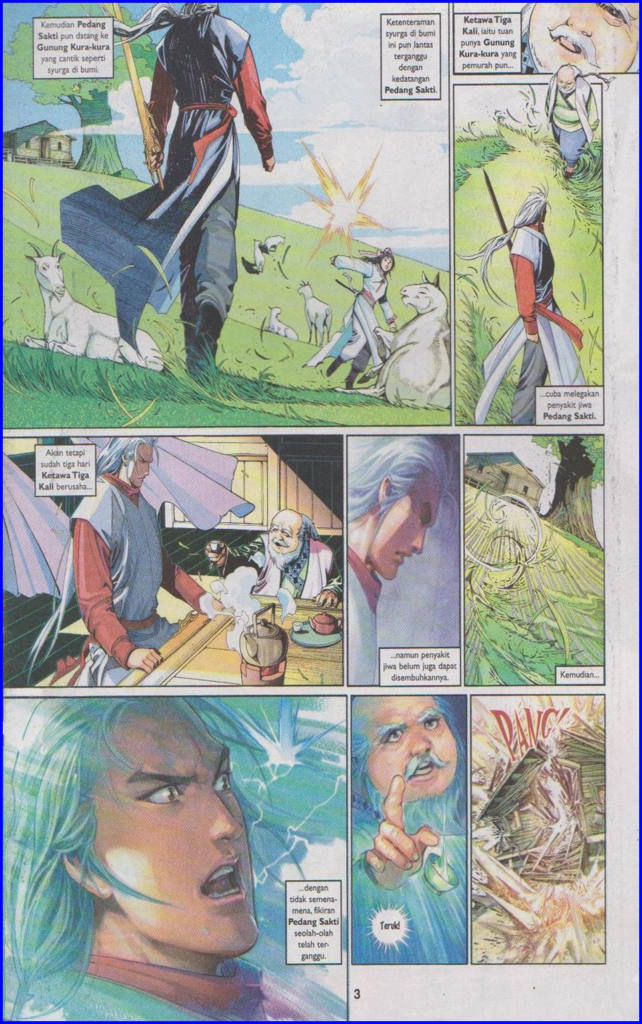 Kemudian Pedang
Sakti pun datang ke
Gunung Kura-kura
yang cantik seperti
syurga di bumi.
Ketenteraman
syurga di bumi
ini pun lantas
terganggu
dengan
kedatangan
Pedang Sakti.
Ketawa Tiga
Kali, iaitu tuan
punya Gunung
Kura-kura yang
pemurah pun...
...cuba melegakan
penyakit jiwa
Pedang Sakti.
Akan tetapi
sudah tiga hari
Ketawa Tiga
Kali berusaha...
...namun penyakit
jiwa belum juga dapat
disembuhkannya.
Kemudian...
...dengan
tidak semena-
mena, fikiran
Pedang Sakti
seolah-olah
telah ter-
ganggu.
Teruk!
PANG!
3